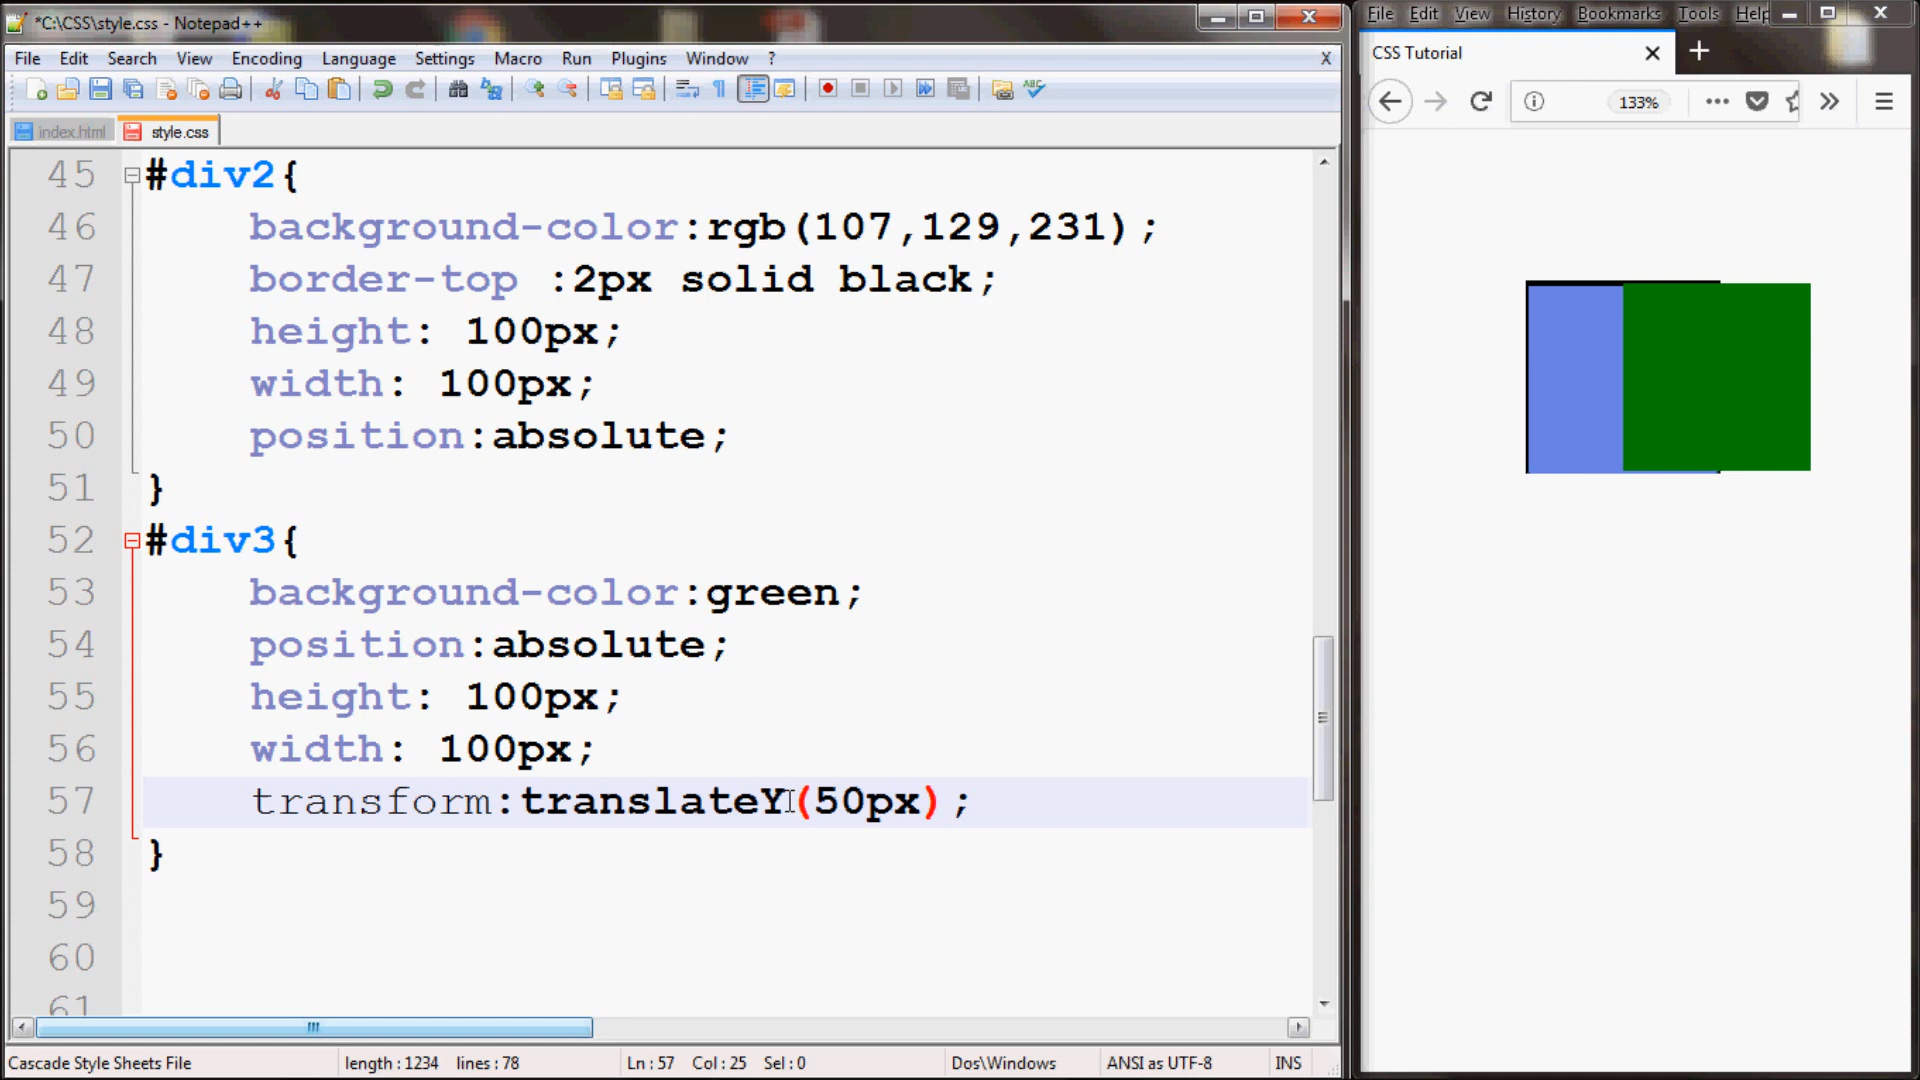 *C:\CSS\style.css - Notepad++
File Edit Search View Encoding Language Settings Macro Run Plugins Window ? X
index.html style.css
45 #div2{
46 background-color:rgb(107,129,231);
47 border-top :2px solid black;
48 height: 100px;
49 width: 100px;
50 position:absolute;
51 }
52 #div3{
53 background-color:green;
54 position:absolute;
55 height: 100px;
56 width: 100px;
57 transform:translateY(50px);
58 }
59
60
61
Cascade Style Sheets File length : 1234 lines : 78 Ln : 57 Col : 25 Sel : 0 Dos\Windows ANSI as UTF-8 INS
File Edit View History Bookmarks Tools Help
CSS Tutorial
133%